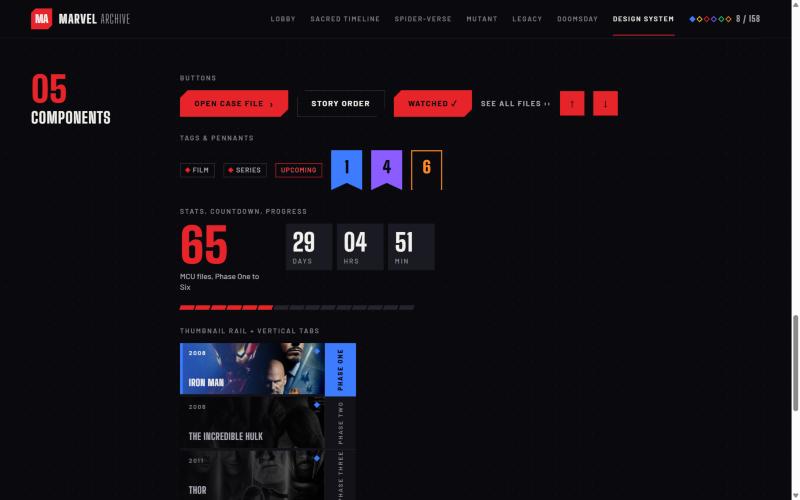 MA MARVEL ARCHIVE
LOBBY SACRED TIMELINE SPIDER-VERSE MUTANT LEGACY DOOMSDAY DESIGN SYSTEM 8 / 158
05
COMPONENTS
BUTTONS
OPEN CASE FILE › STORY ORDER WATCHED ✓ SEE ALL FILES ›› ↑ ↓
TAGS & PENNANTS
FILM SERIES UPCOMING 1 4 6
STATS, COUNTDOWN, PROGRESS
65
MCU files, Phase One to
Six
29 04 51
DAYS HRS MIN
THUMBNAIL RAIL + VERTICAL TABS
2008
IRON MAN
PHASE ONE
2008
THE INCREDIBLE HULK
PHASE TWO
2011
THOR
PHASE THREE